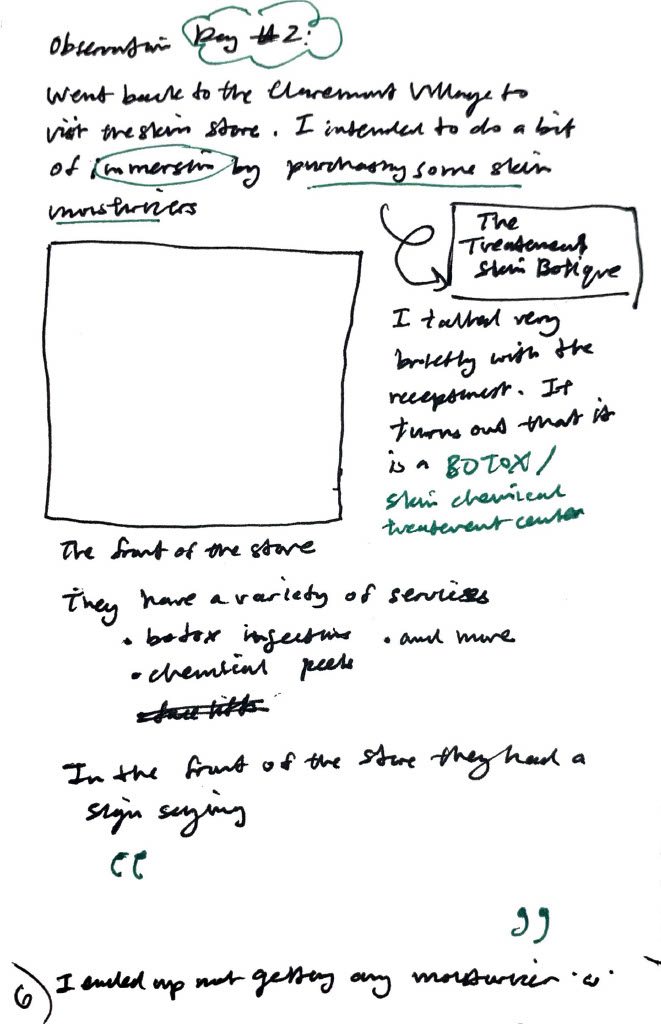 Observation Day #2:
Went back to the Claremont Village to
visit the skin store. I intended to do a bit
of immersion by purchasing some skin
moisturizers
The
Treatement
Skin Botique
I talked very
briefly with the
receptionist. It
turns out that is
is a BOTOX/
skin chemical
treatement center
The front of the store
They have a variety of services
• botox injections • and more
• chemical peels
face lifts
In the front of the store they had a
sign saying
“
”
6) I ended up not getting any moisturizer